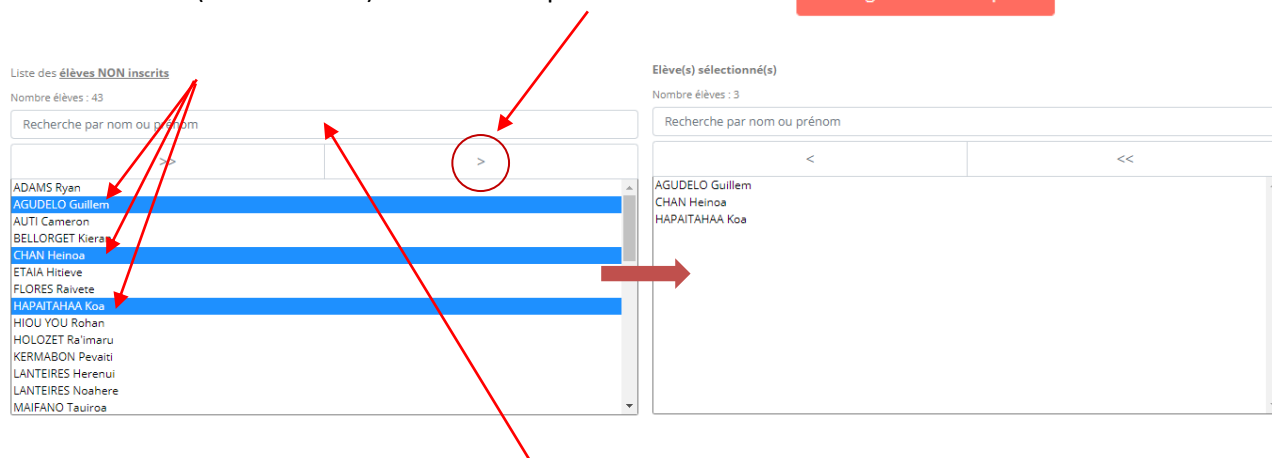 Liste des élèves NON inscrits
Nombre élèves : 43
Recherche par nom ou prénom
>>
>
ADAMS Ryan
AGUDELO Guillem
AUTI Cameron
BELLORGET Kieran
CHAN Heinoa
ETAIA Hitieve
FLORES Raivete
HAPAITAHAA Koa
HIOU YOU Rohan
HOLOZET Ra'imaru
KERMABON Pevaiti
LANTEIRES Herenui
LANTEIRES Noahere
MAIFANO Tauiroa
Elève(s) sélectionné(s)
Nombre élèves : 3
Recherche par nom ou prénom
<
<<
AGUDELO Guillem
CHAN Heinoa
HAPAITAHAA Koa